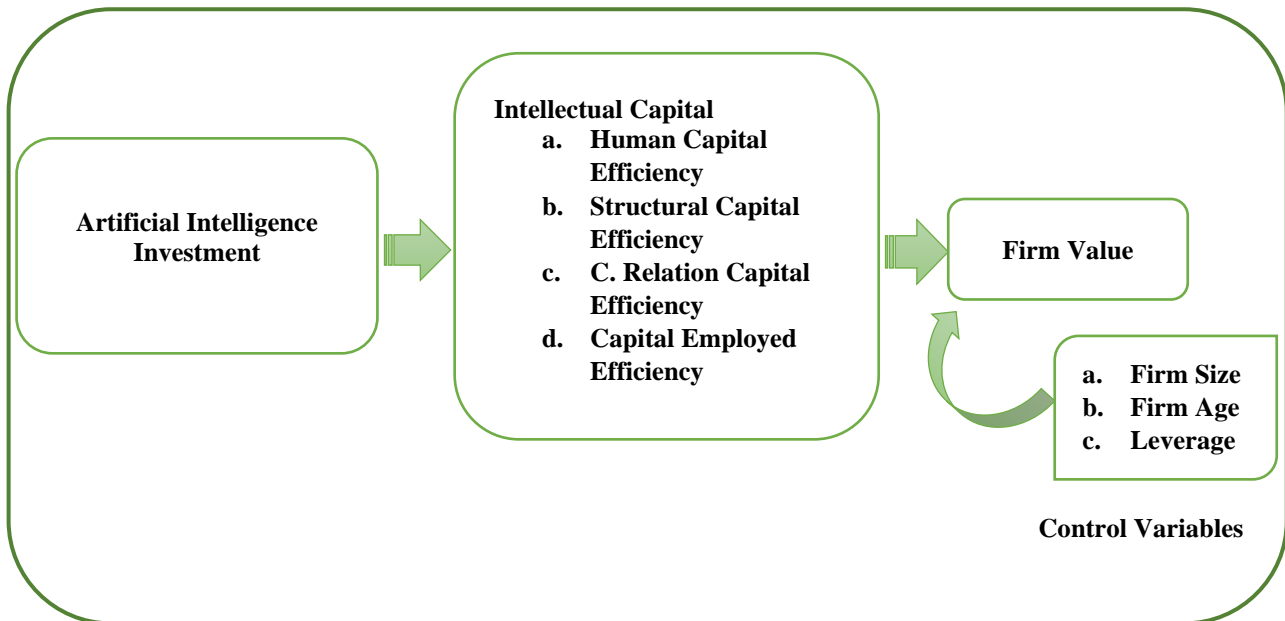 Artificial Intelligence
Investment
Intellectual Capital
a. Human Capital
Efficiency
b. Structural Capital
Efficiency
c. C. Relation Capital
Efficiency
d. Capital Employed
Efficiency
Firm Value
a. Firm Size
b. Firm Age
c. Leverage
Control Variables